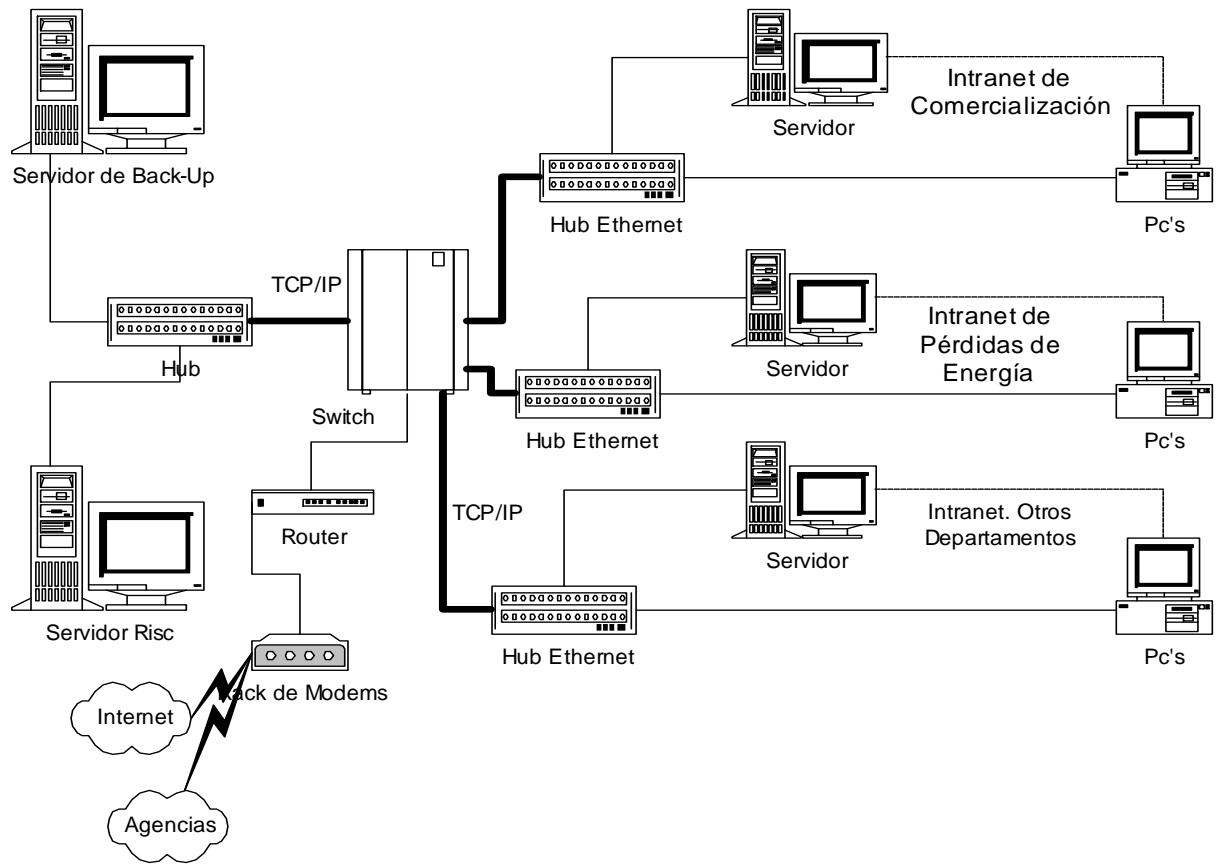 Servidor de Back-Up
TCP/IP
Hub
Switch
Servidor Risc
Router
Rack de Modems
Internet
Agencias
Servidor
Intranet de
Comercialización
Hub Ethernet
Pc's
Servidor
Intranet de
Pérdidas de
Energía
Hub Ethernet
Pc's
TCP/IP
Servidor
Intranet. Otros
Departamentos
Hub Ethernet
Pc's